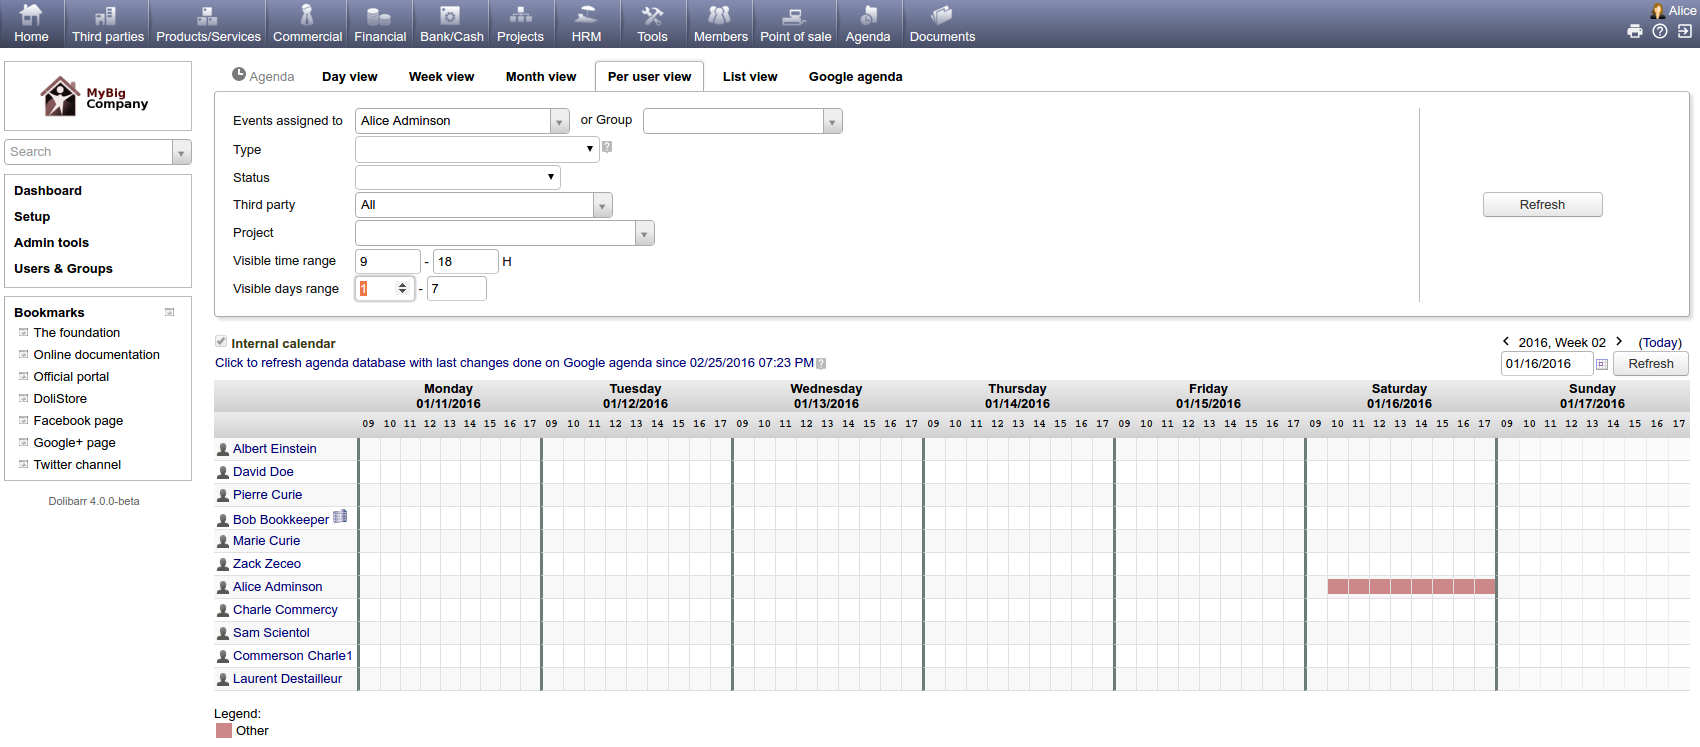 Home Third parties Products/Services Commercial Financial Bank/Cash Projects HRM Tools Members Point of sale Agenda Documents
Alice
MyBig
Company
Search
Dashboard
Setup
Admin tools
Users & Groups
Bookmarks
The foundation
Online documentation
Official portal
DoliStore
Facebook page
Google+ page
Twitter channel
Dolibarr 4.0.0-beta
Agenda Day view Week view Month view Per user view List view Google agenda
Events assigned to Alice Adminson or Group
Type
Status
Third party All
Project
Visible time range 9 - 18 H
Visible days range 1 - 7
Refresh
Internal calendar
2016, Week 02 (Today)
Click to refresh agenda database with last changes done on Google agenda since 02/25/2016 07:23 PM
01/16/2016 Refresh
Monday Tuesday Wednesday Thursday Friday Saturday Sunday
01/11/2016 01/12/2016 01/13/2016 01/14/2016 01/15/2016 01/16/2016 01/17/2016
09 10 11 12 13 14 15 16 17 09 10 11 12 13 14 15 16 17 09 10 11 12 13 14 15 16 17 09 10 11 12 13 14 15 16 17 09 10 11 12 13 14 15 16 17 09 10 11 12 13 14 15 16 17 09 10 11 12 13 14 15 16 17
Albert Einstein
David Doe
Pierre Curie
Bob Bookkeeper
Marie Curie
Zack Zeceo
Alice Adminson
Charle Commercy
Sam Scientol
Commerson Charle1
Laurent Destailleur
Legend:
Other